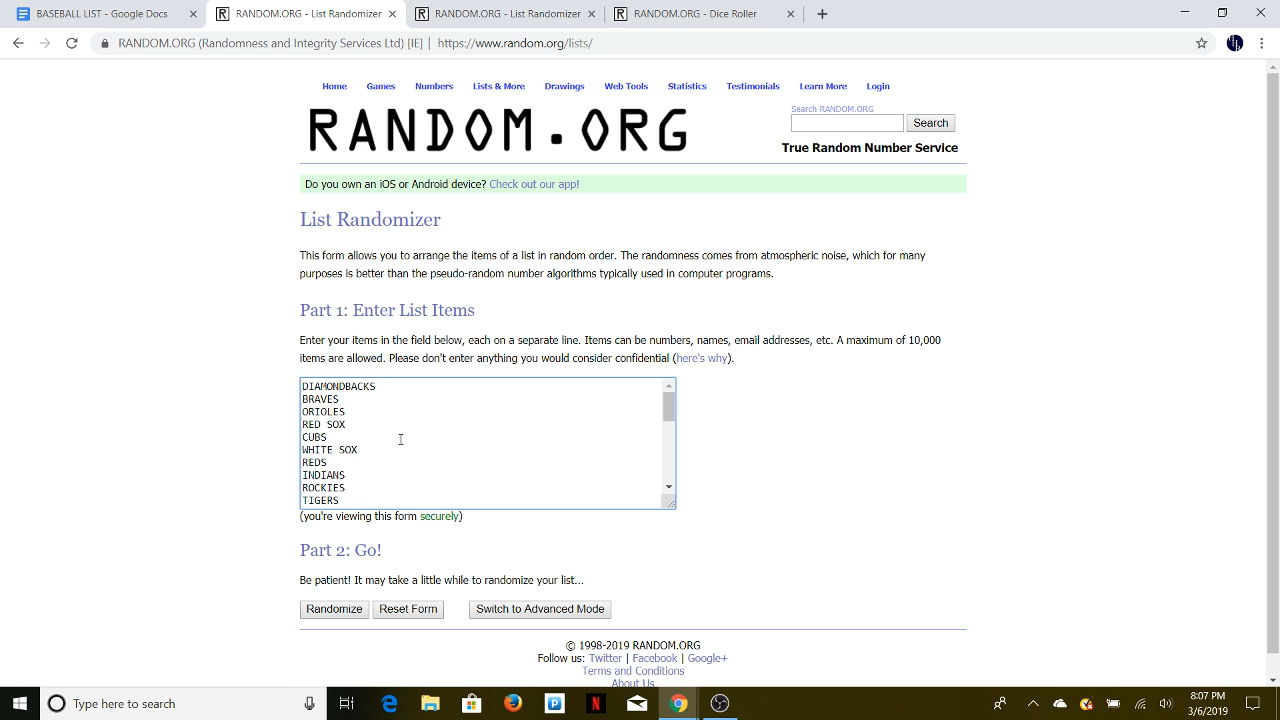 BASEBALL LIST - Google Docs
RANDOM.ORG - List Randomizer
RANDOM.ORG - List Randomizer
RANDOM.ORG - Dice Roller
RANDOM.ORG (Randomness and Integrity Services Ltd) [IE] | https://www.random.org/lists/
Home Games Numbers Lists & More Drawings Web Tools Statistics Testimonials Learn More Login
RANDOM.ORG
Search RANDOM.ORG
Search
True Random Number Service
Do you own an iOS or Android device? Check out our app!
List Randomizer
This form allows you to arrange the items of a list in random order. The randomness comes from atmospheric noise, which for many
purposes is better than the pseudo-random number algorithms typically used in computer programs.
Part 1: Enter List Items
Enter your items in the field below, each on a separate line. Items can be numbers, names, email addresses, etc. A maximum of 10,000
items are allowed. Please don't enter anything you would consider confidential (here's why).
DIAMONDBACKS
BRAVES
ORIOLES
RED SOX
CUBS
WHITE SOX
REDS
INDIANS
ROCKIES
TIGERS
(you're viewing this form securely)
Part 2: Go!
Be patient! It may take a little while to randomize your list...
Randomize Reset Form Switch to Advanced Mode
© 1998-2019 RANDOM.ORG
Follow us: Twitter | Facebook | Google+
Terms and Conditions
About Us
Type here to search
8:07 PM
3/6/2019